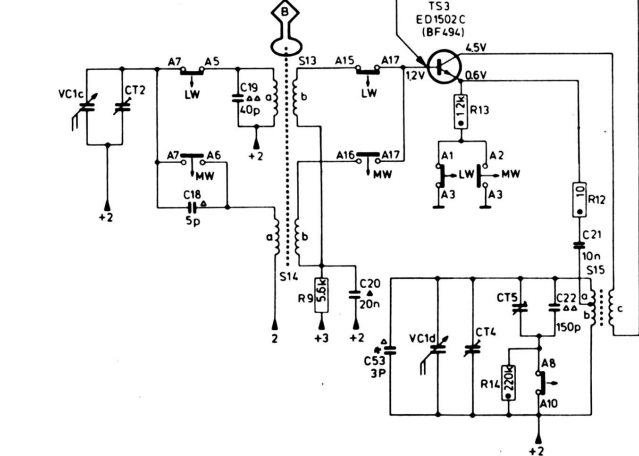 B
TS3
ED1502C
(BF494)
4.5V
1,2V
0.6V
A7 A5
LW
S13
A15 A17
LW
VC1c
CT2
C19
40p
a
b
+2
R13
1.2k
A7 A6
MW
C18
5p
A16 A17
MW
A1
A2
LW
MW
A3
A3
+2
R12
10
C21
10n
S15
a
b
S14
R9
5.6k
C20
20n
2
+3
+2
C53
3P
VC1d
CT4
CT5
C22
150p
a
b
c
R14
220k
A8
A10
+2